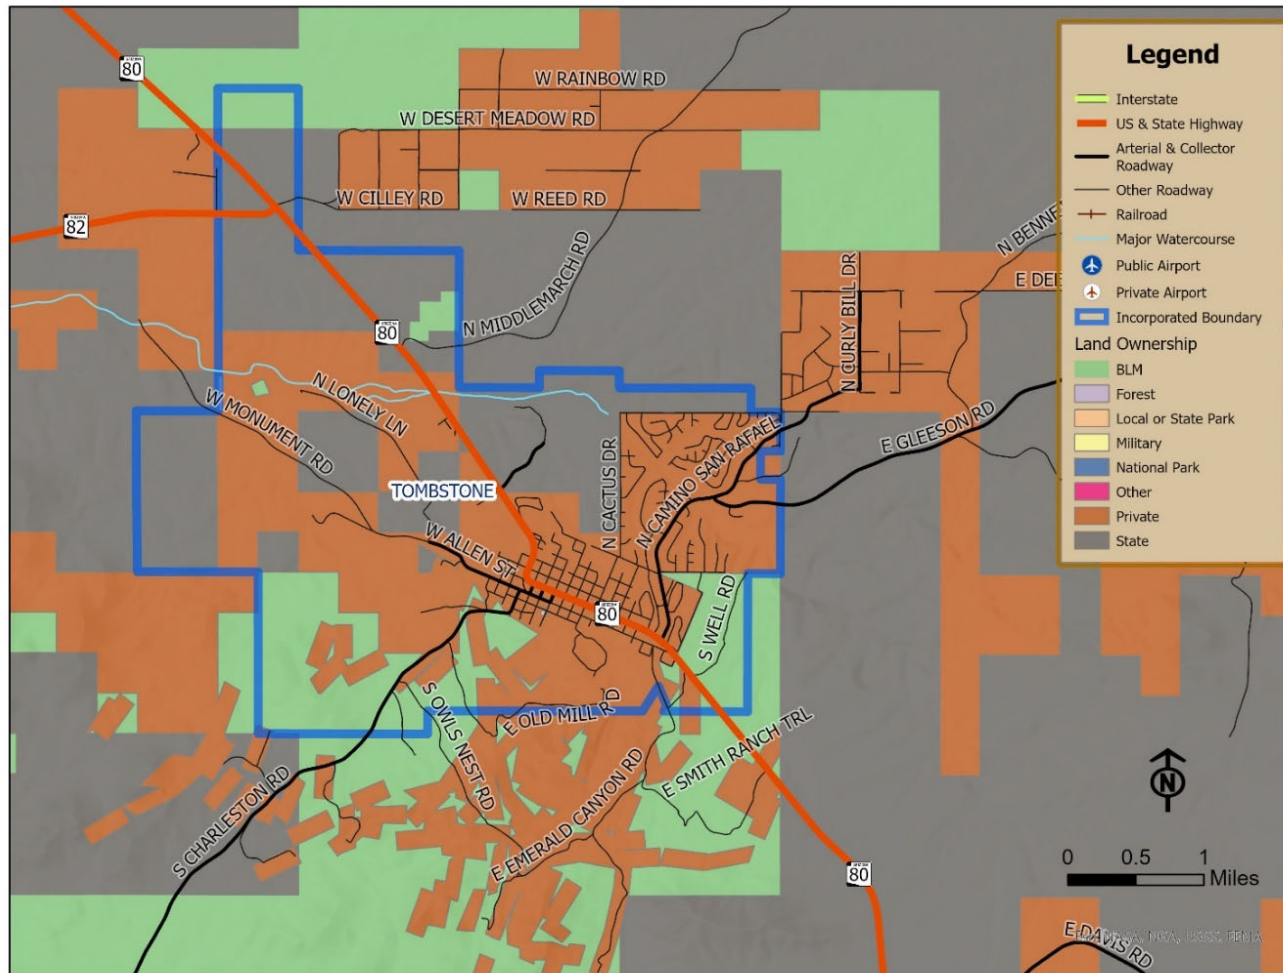 80
W RAINBOW RD
W DESERT MEADOW RD
W CILLEY RD
W REED RD
82
N MIDDLEMARCH RD
80
N LONELY LN
W MONUMENT RD
TOMBSTONE
W ALLEN ST
N CACTUS DR
N CAMINO SAN RAFAEL
N CURLY BILL DR
E GLEESON RD
80
S WELL RD
S OWLS NEST RD
E OLD MILL RD
E SMITH RANCH TRL
E EMERALD CANYON RD
S CHARLESTON RD
80
E DAVIS RD
Legend
Interstate
US & State Highway
Arterial & Collector
Roadway
Other Roadway
Railroad
Major Watercourse
Public Airport
Private Airport
Incorporated Boundary
Land Ownership
BLM
Forest
Local or State Park
Military
National Park
Other
Private
State
N
0 0.5 1
Miles
NGA, USGS, FEMA